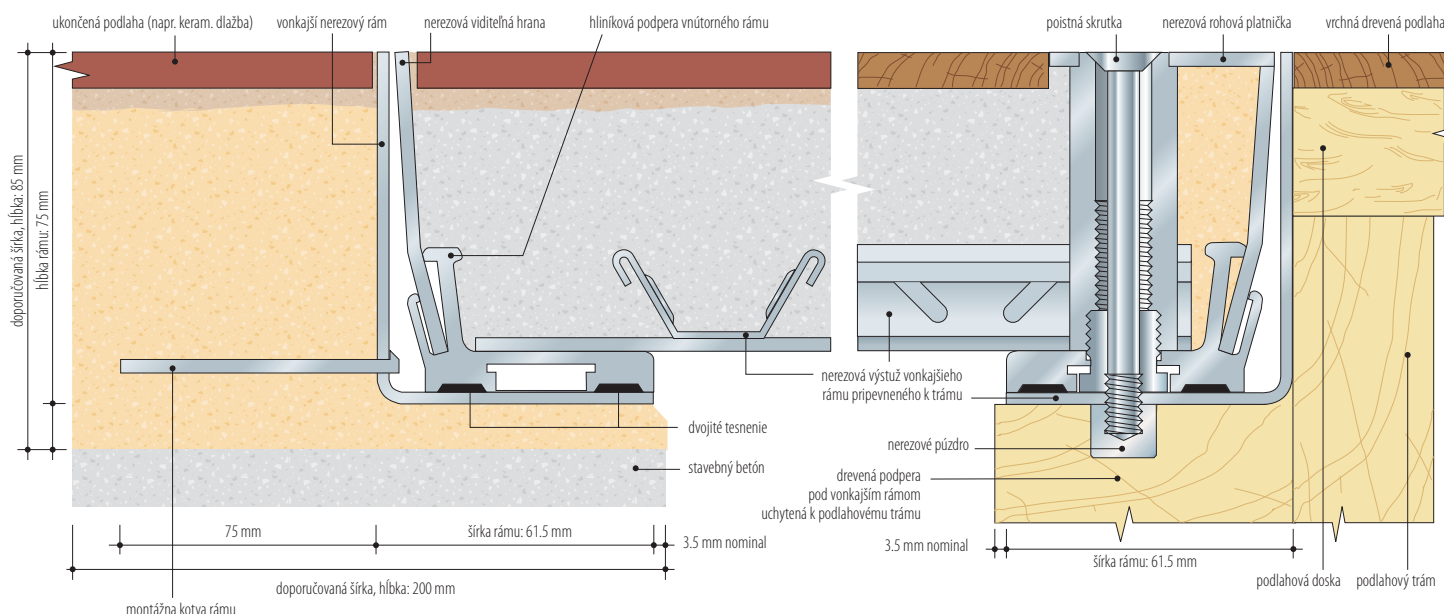 ukončená podlaha (napr. keram. dlažba)
vonkajší nerezový rám
nerezová viditeľná hrana
hliníková podpera vnútorného rámu
poistná skrutka
nerezová rohová platnička
vrchná drevená podlaha
doporučovaná šírka, hĺbka: 85 mm
hĺbka rámu: 75 mm
nerezová výstuž vonkajšieho
rámu pripevneného k trámu
dvojité tesnenie
nerezové púzdro
stavebný betón
drevená podpera
pod vonkajším rámom
uchytená k podlahovému trámu
75 mm
šírka rámu: 61.5 mm
3.5 mm nominal
3.5 mm nominal
šírka rámu: 61.5 mm
doporučovaná šírka, hĺbka: 200 mm
podlahová doska
podlahový trám
montážna kotva rámu